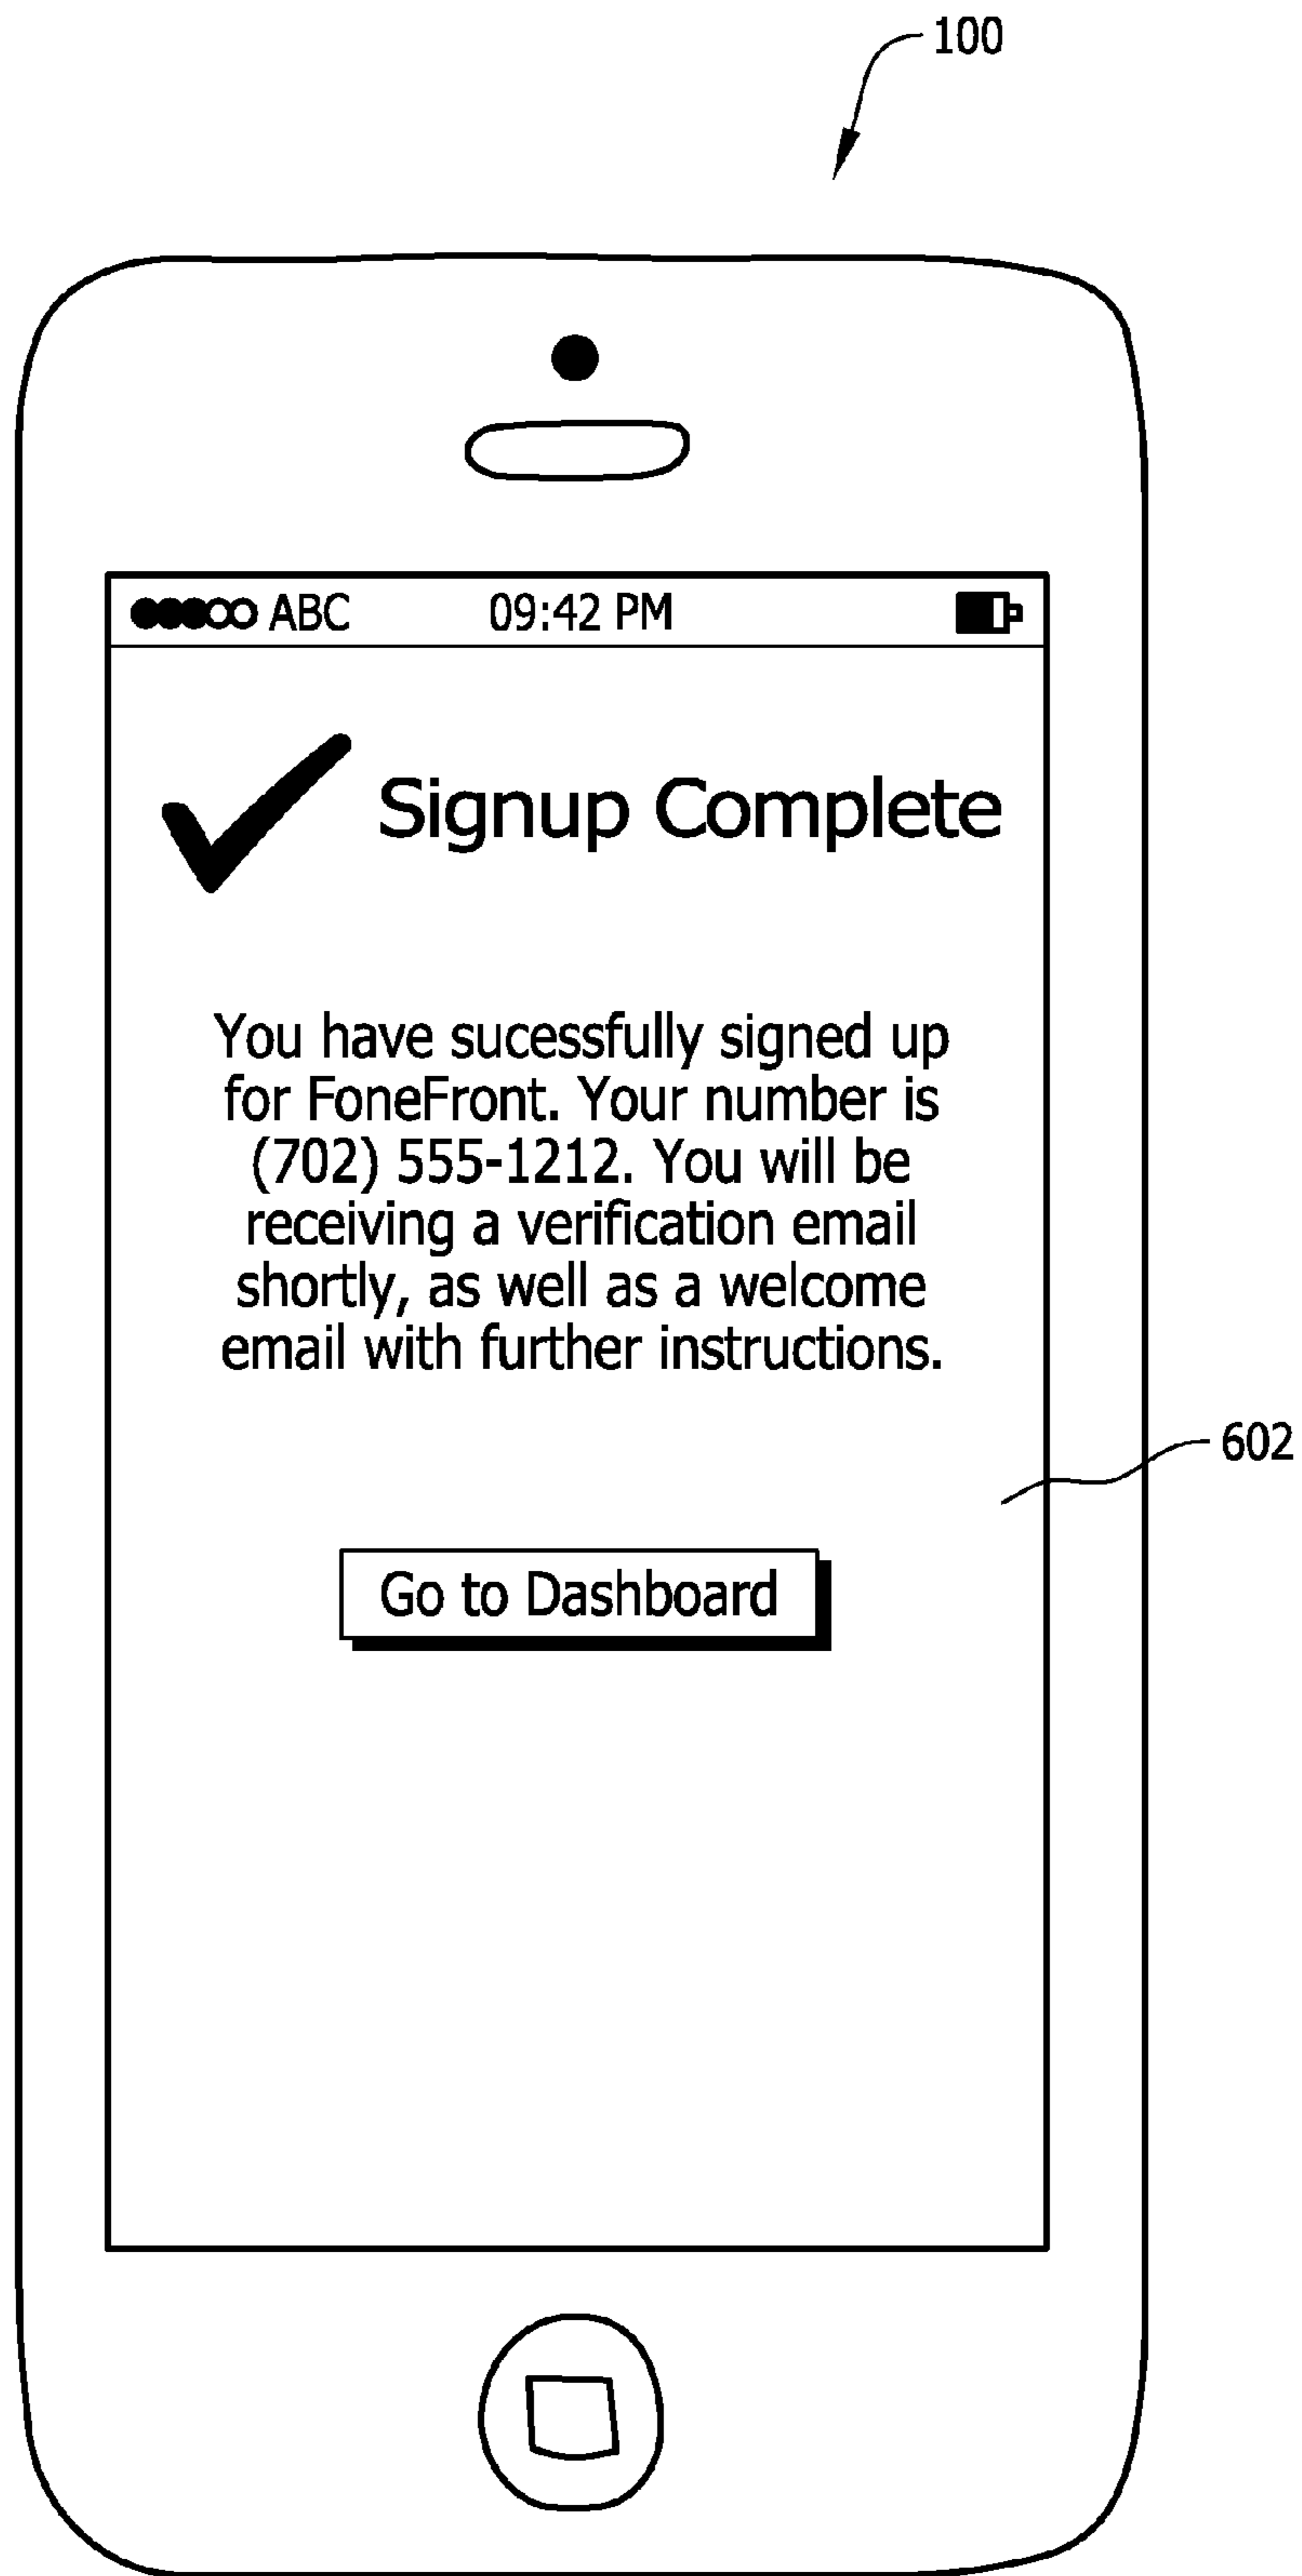 100
ABC 09:42 PM
Signup Complete
You have sucessfully signed up
for FoneFront. Your number is
(702) 555-1212. You will be
receiving a verification email
shortly, as well as a welcome
email with further instructions.
602
Go to Dashboard